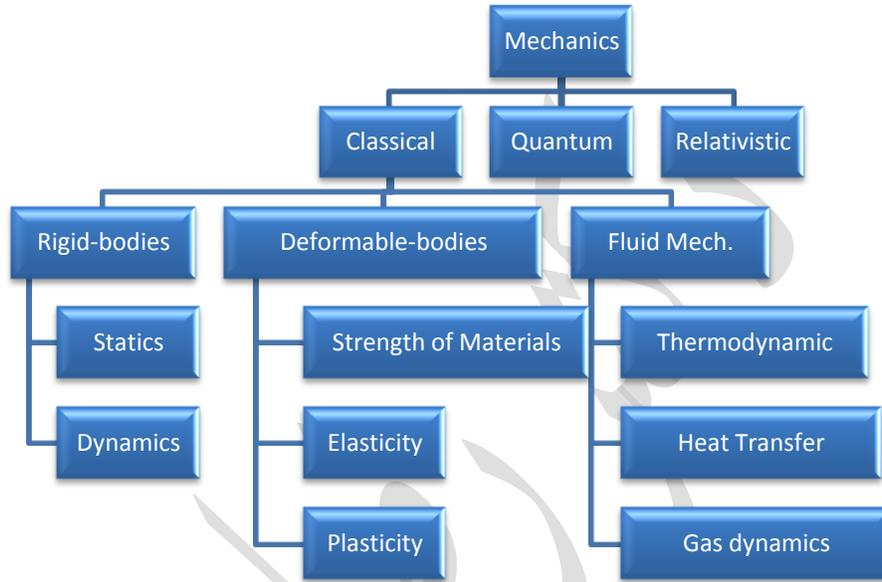 Mechanics
Classical
Quantum
Relativistic
Rigid-bodies
Deformable-bodies
Fluid Mech.
Statics
Strength of Materials
Thermodynamic
Dynamics
Elasticity
Heat Transfer
Plasticity
Gas dynamics